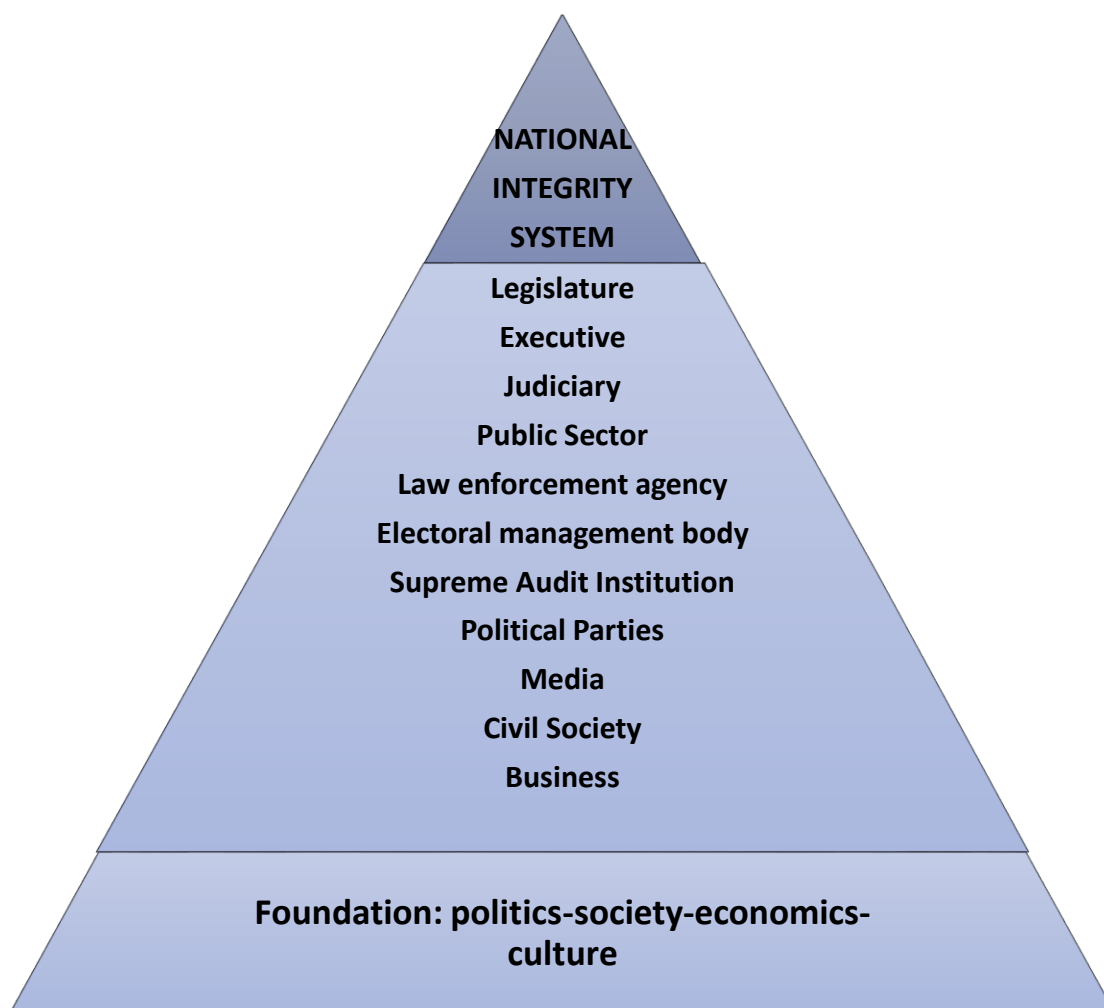 NATIONAL
INTEGRITY
SYSTEM
Legislature
Executive
Judiciary
Public Sector
Law enforcement agency
Electoral management body
Supreme Audit Institution
Political Parties
Media
Civil Society
Business
Foundation: politics-society-economics-
culture